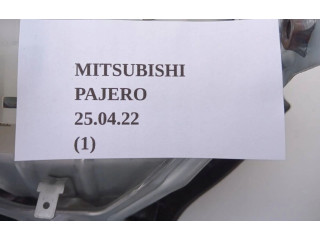 MITSUBISHI
PAJERO
25.04.22
(1)